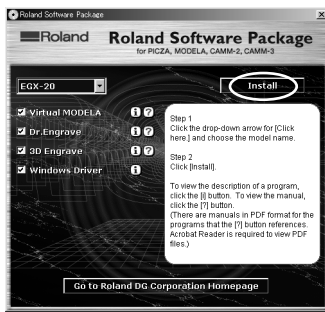 Roland Software Package
Roland
Roland Software Package
for PICZA, MODELA, CAMM-2, CAMM-3
EGX-20
Install
Virtual MODELA
Dr.Engrave
3D Engrave
Windows Driver
Step 1
Click the drop-down arrow for [Click
here.] and choose the model name.
Step 2
Click [Install].
To view the description of a program,
click the [i] button. To view the manual,
click the [?] button.
(There are manuals in PDF format for the
programs that the [?] button references.
Acrobat Reader is required to view PDF
files.)
Go to Roland DG Corporation Homepage